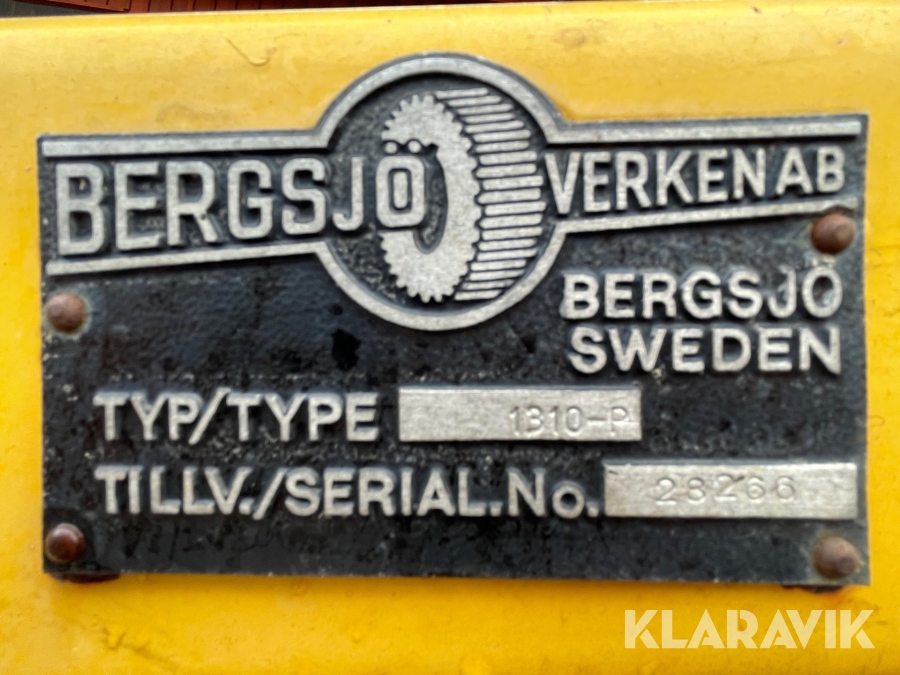 BERGSJÖ VERKEN AB
BERGSJÖ
SWEDEN
TYP/TYPE 1310-P
TILLV./SERIAL.No. 28266
KLARAVIK